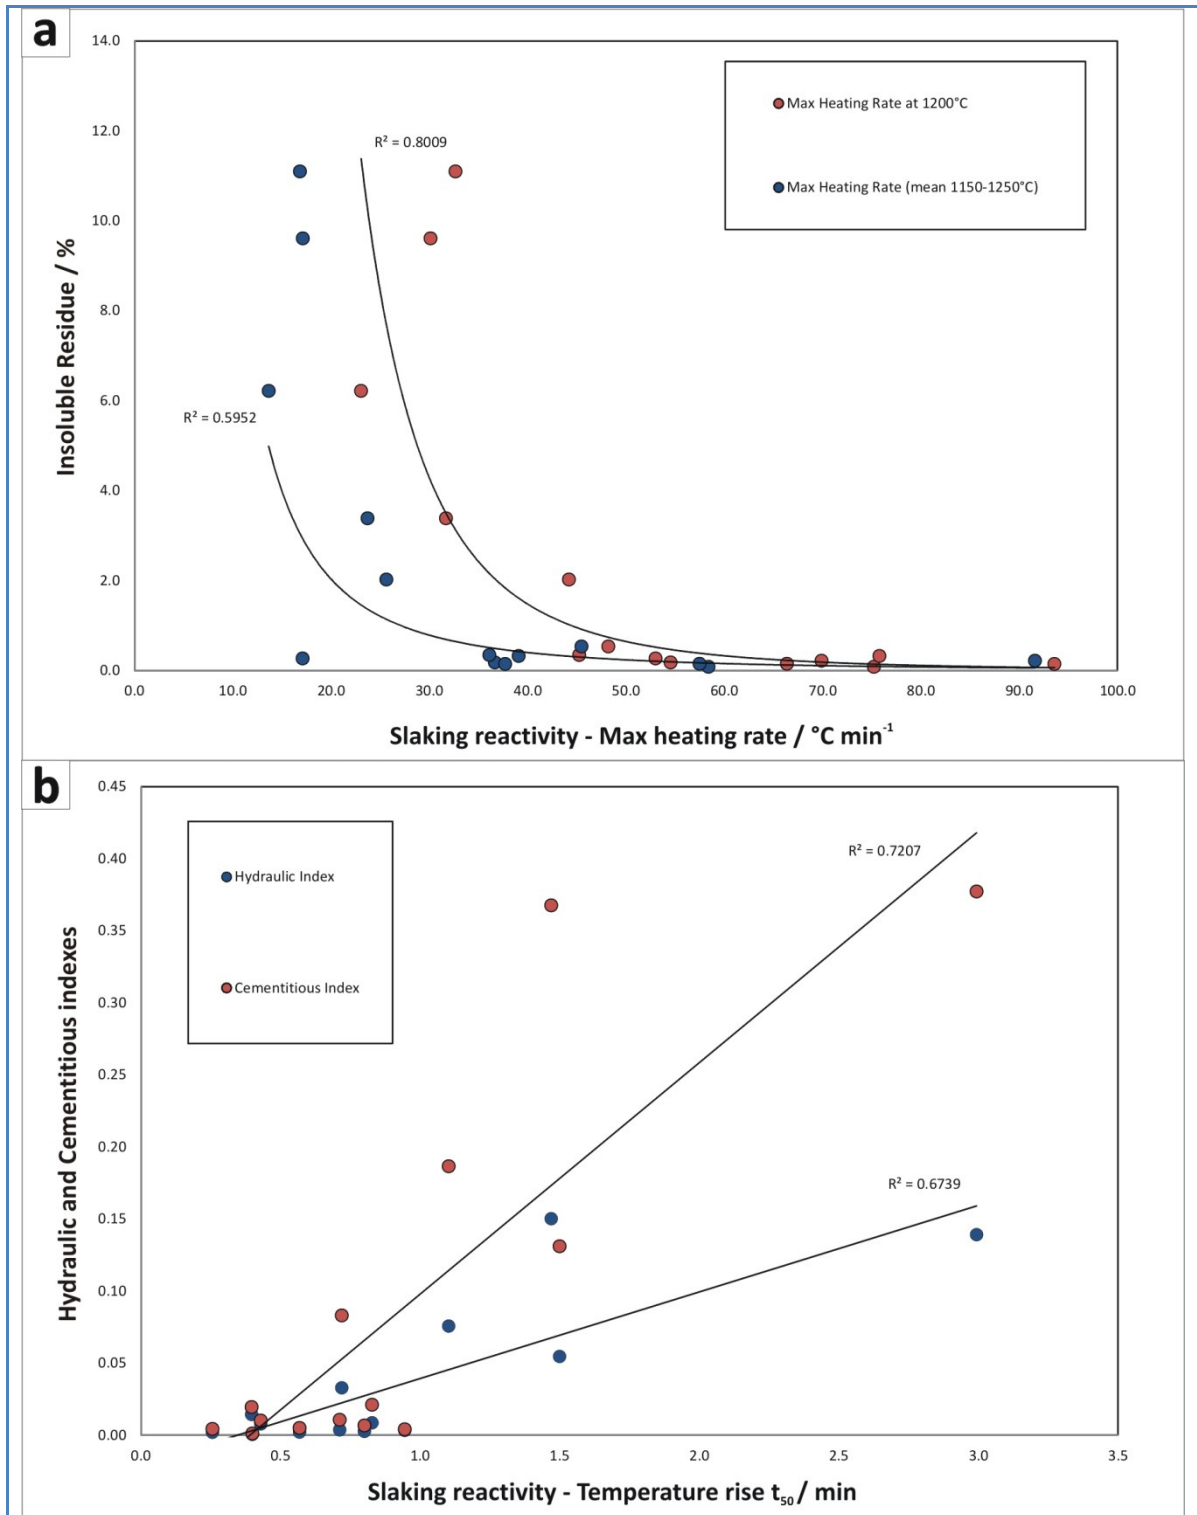 a
14.0
12.0
10.0
8.0
6.0
4.0
2.0
0.0
Insoluble Residue / %
R² = 0.8009
R² = 0.5952
Max Heating Rate at 1200°C
Max Heating Rate (mean 1150-1250°C)
0.0 10.0 20.0 30.0 40.0 50.0 60.0 70.0 80.0 90.0 100.0
Slaking reactivity - Max heating rate / °C min⁻¹
b
0.45
0.40
0.35
0.30
0.25
0.20
0.15
0.10
0.05
0.00
Hydraulic and Cementitious indexes
Hydraulic Index
Cementitious Index
R² = 0.7207
R² = 0.6739
0.0 0.5 1.0 1.5 2.0 2.5 3.0 3.5
Slaking reactivity - Temperature rise t₅₀ / min